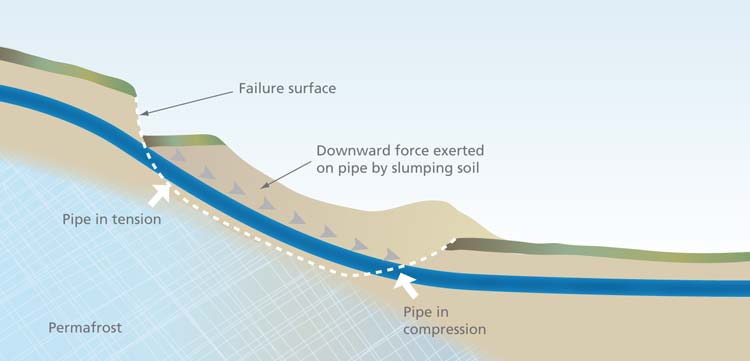 Failure surface
Downward force exerted
on pipe by slumping soil
Pipe in tension
Pipe in
compression
Permafrost